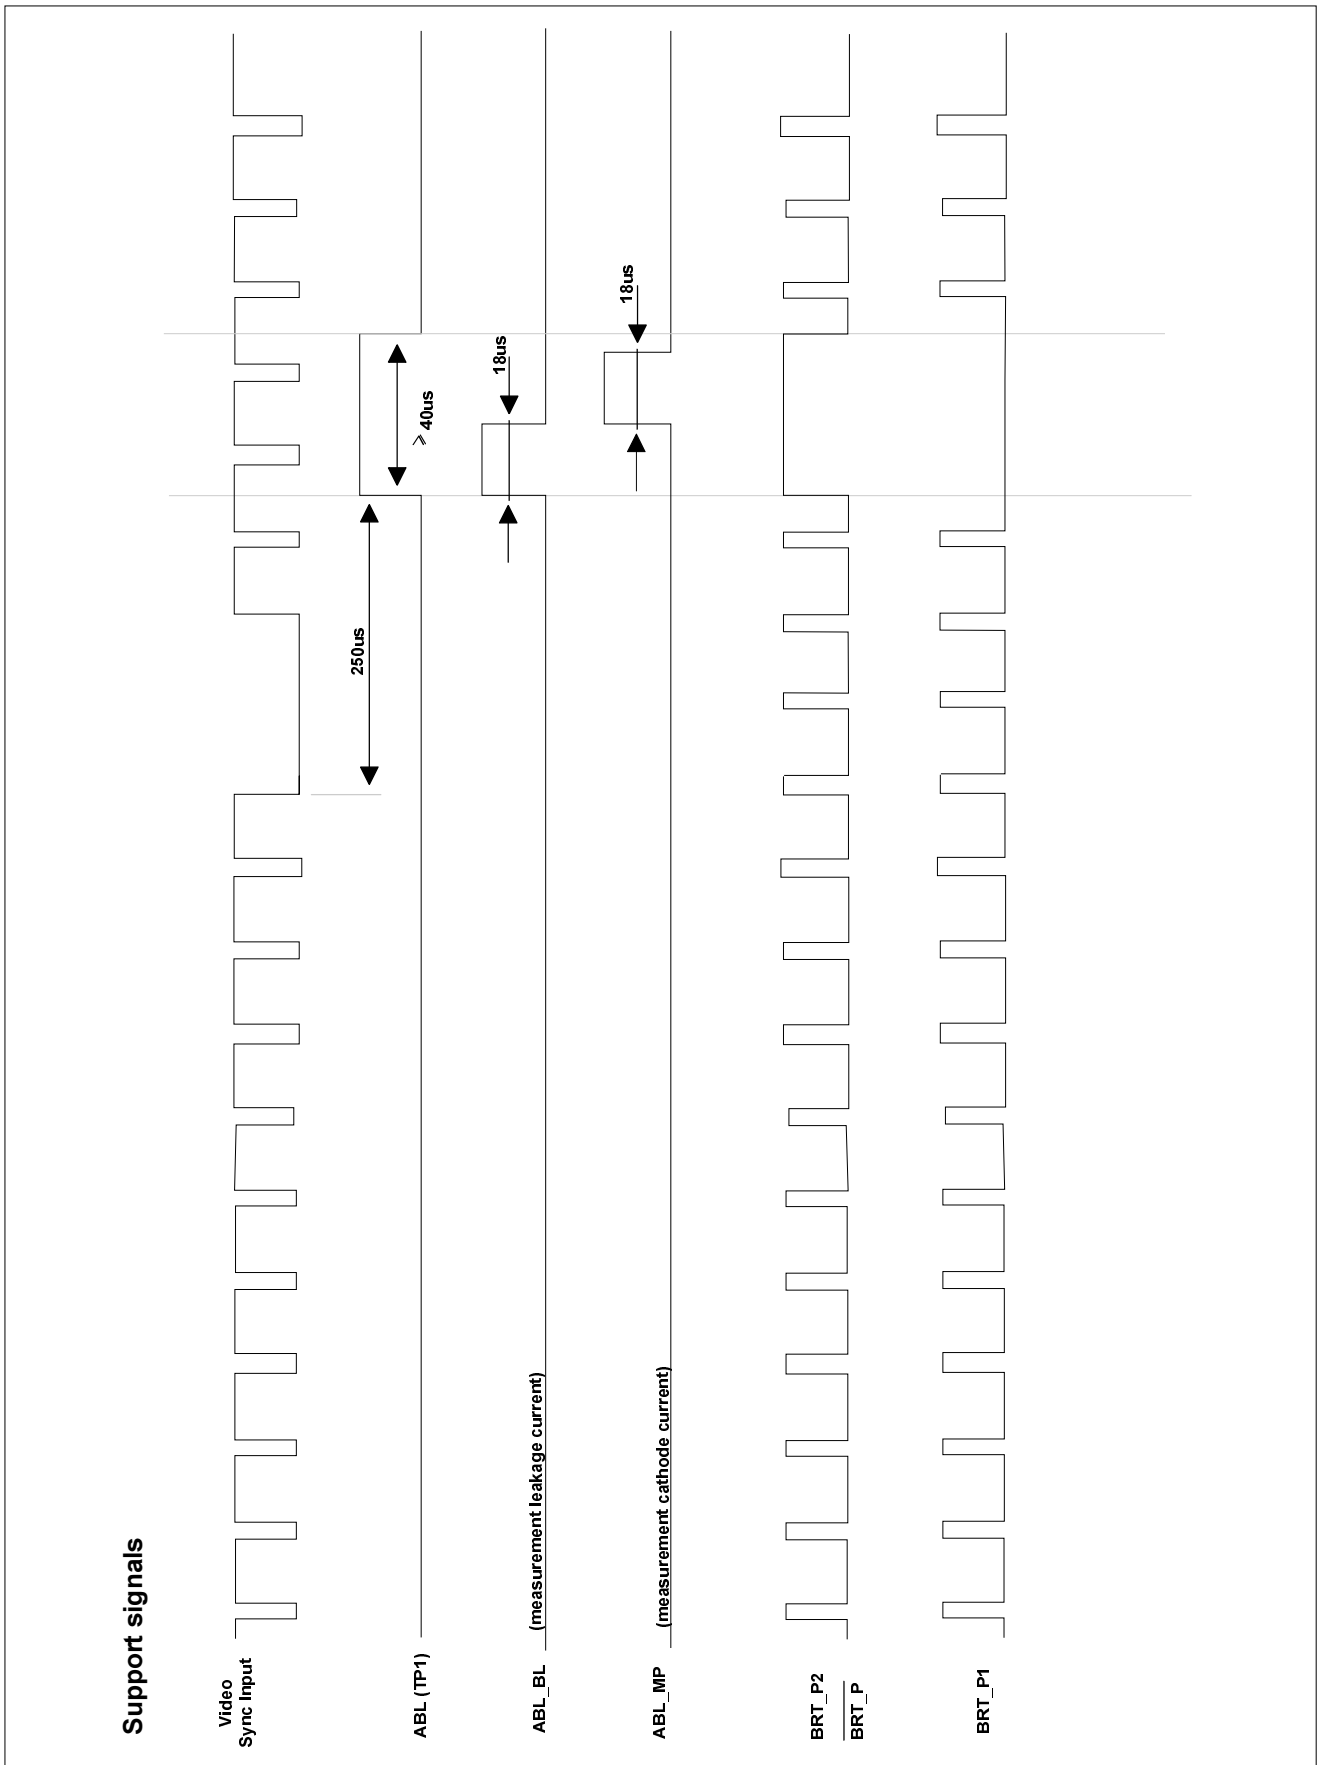 Support signals
Video
Sync Input
250us
ABL (TP1)
⩾ 40us
ABL_BL
(measurement leakage current)
18us
ABL_MP
(measurement cathode current)
18us
BRT_P2
BRT_P
BRT_P1